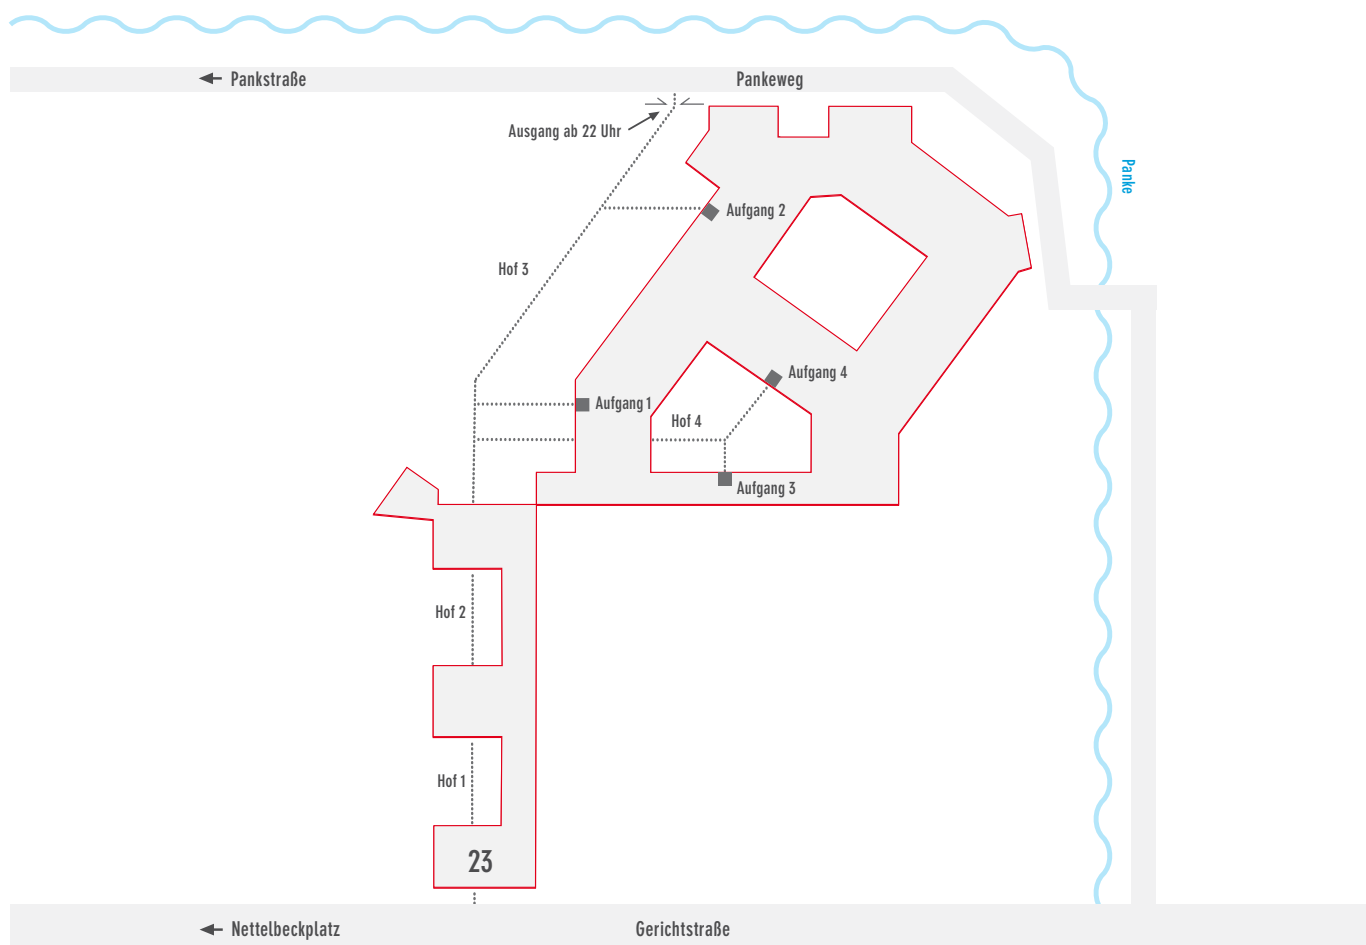 Pankstraße
Pankeweg
Ausgang ab 22 Uhr
Panke
Aufgang 2
Hof 3
Aufgang 4
Aufgang 1
Hof 4
Aufgang 3
Hof 2
Hof 1
23
Nettelbeckplatz
Gerichtstraße